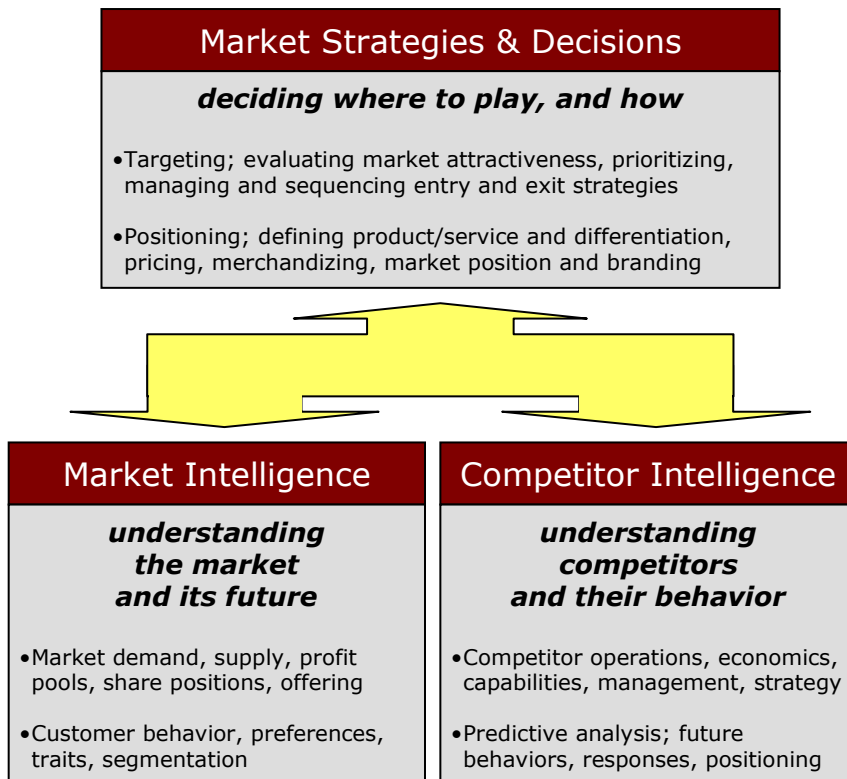 Market Strategies & Decisions
deciding where to play, and how
•Targeting; evaluating market attractiveness, prioritizing,
managing and sequencing entry and exit strategies
•Positioning; defining product/service and differentiation,
pricing, merchandizing, market position and branding
Market Intelligence
understanding
the market
and its future
•Market demand, supply, profit
pools, share positions, offering
•Customer behavior, preferences,
traits, segmentation
Competitor Intelligence
understanding
competitors
and their behavior
•Competitor operations, economics,
capabilities, management, strategy
•Predictive analysis; future
behaviors, responses, positioning